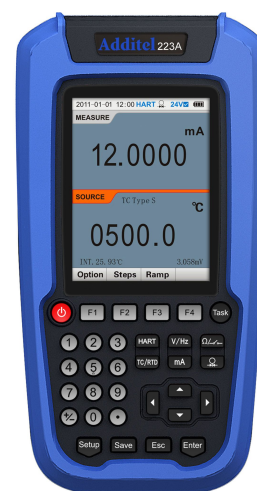 Additel 223A
2011-01-01 12:00 HART 24V
MEASURE
mA
12.0000
SOURCE TC Type S
℃
0500.0
INT. 25.93℃ 3.058mV
Option Steps Ramp
F1 F2 F3 F4 Task
1 2 3 HART V/Hz Ω
4 5 6 TC/RTD mA
7 8 9
+/- 0 •
Setup Save Esc Enter